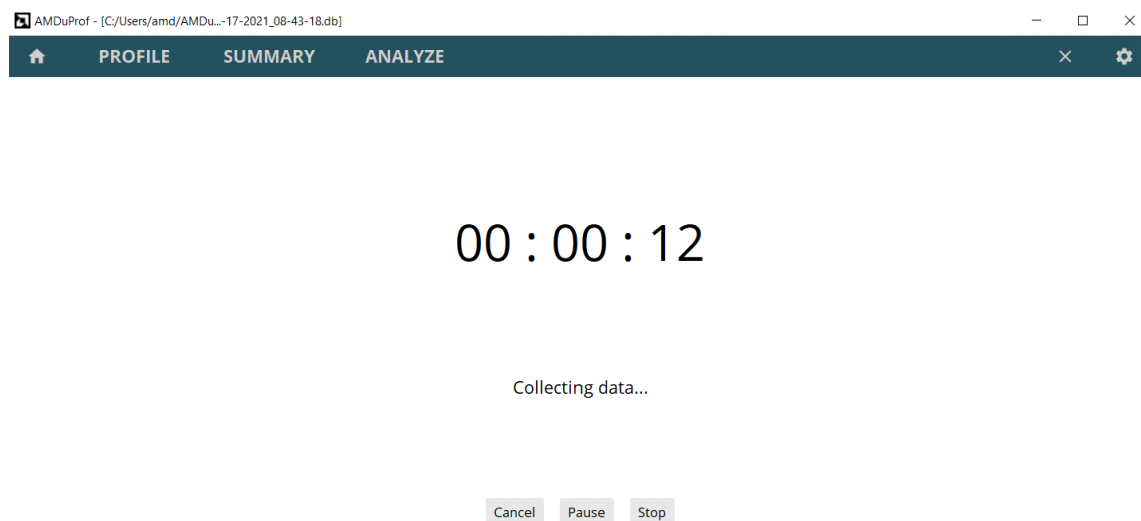 AMDuProf - [C:/Users/amd/AMDu...-17-2021_08-43-18.db]
PROFILE SUMMARY ANALYZE
00 : 00 : 12
Collecting data...
Cancel Pause Stop